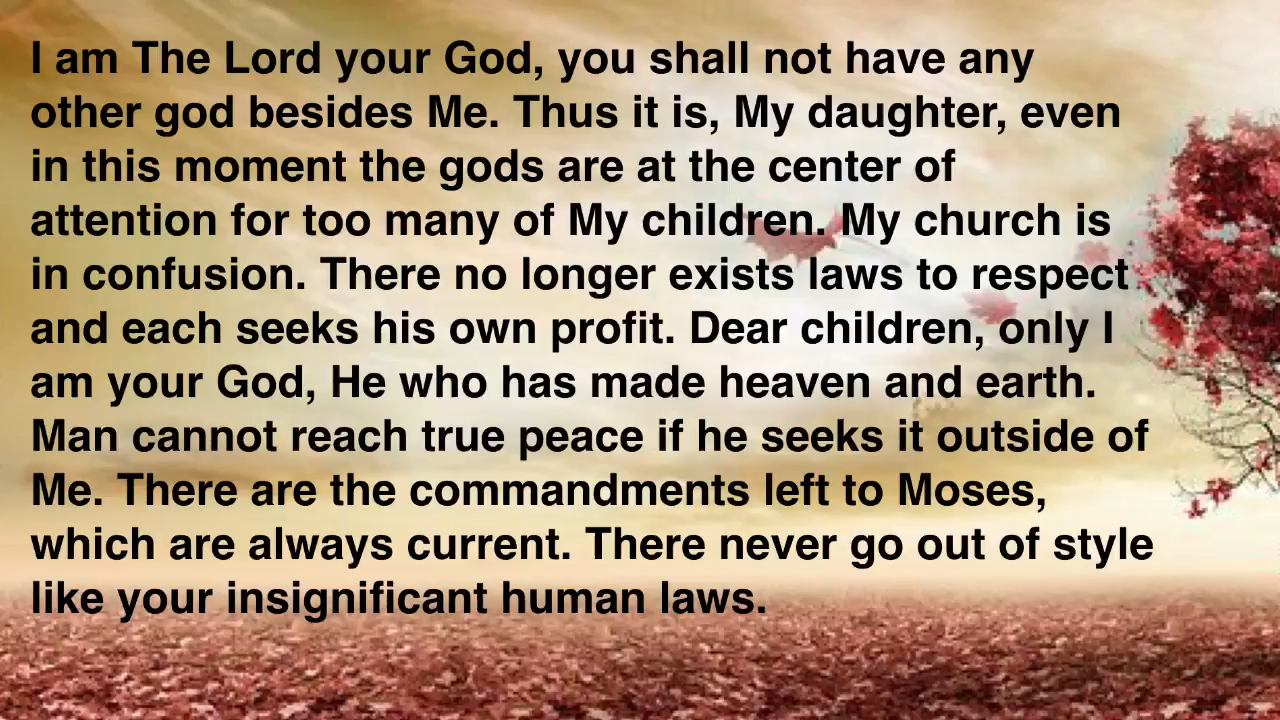 I am The Lord your God, you shall not have any
other god besides Me. Thus it is, My daughter, even
in this moment the gods are at the center of
attention for too many of My children. My church is
in confusion. There no longer exists laws to respect
and each seeks his own profit. Dear children, only I
am your God, He who has made heaven and earth.
Man cannot reach true peace if he seeks it outside of
Me. There are the commandments left to Moses,
which are always current. There never go out of style
like your insignificant human laws.